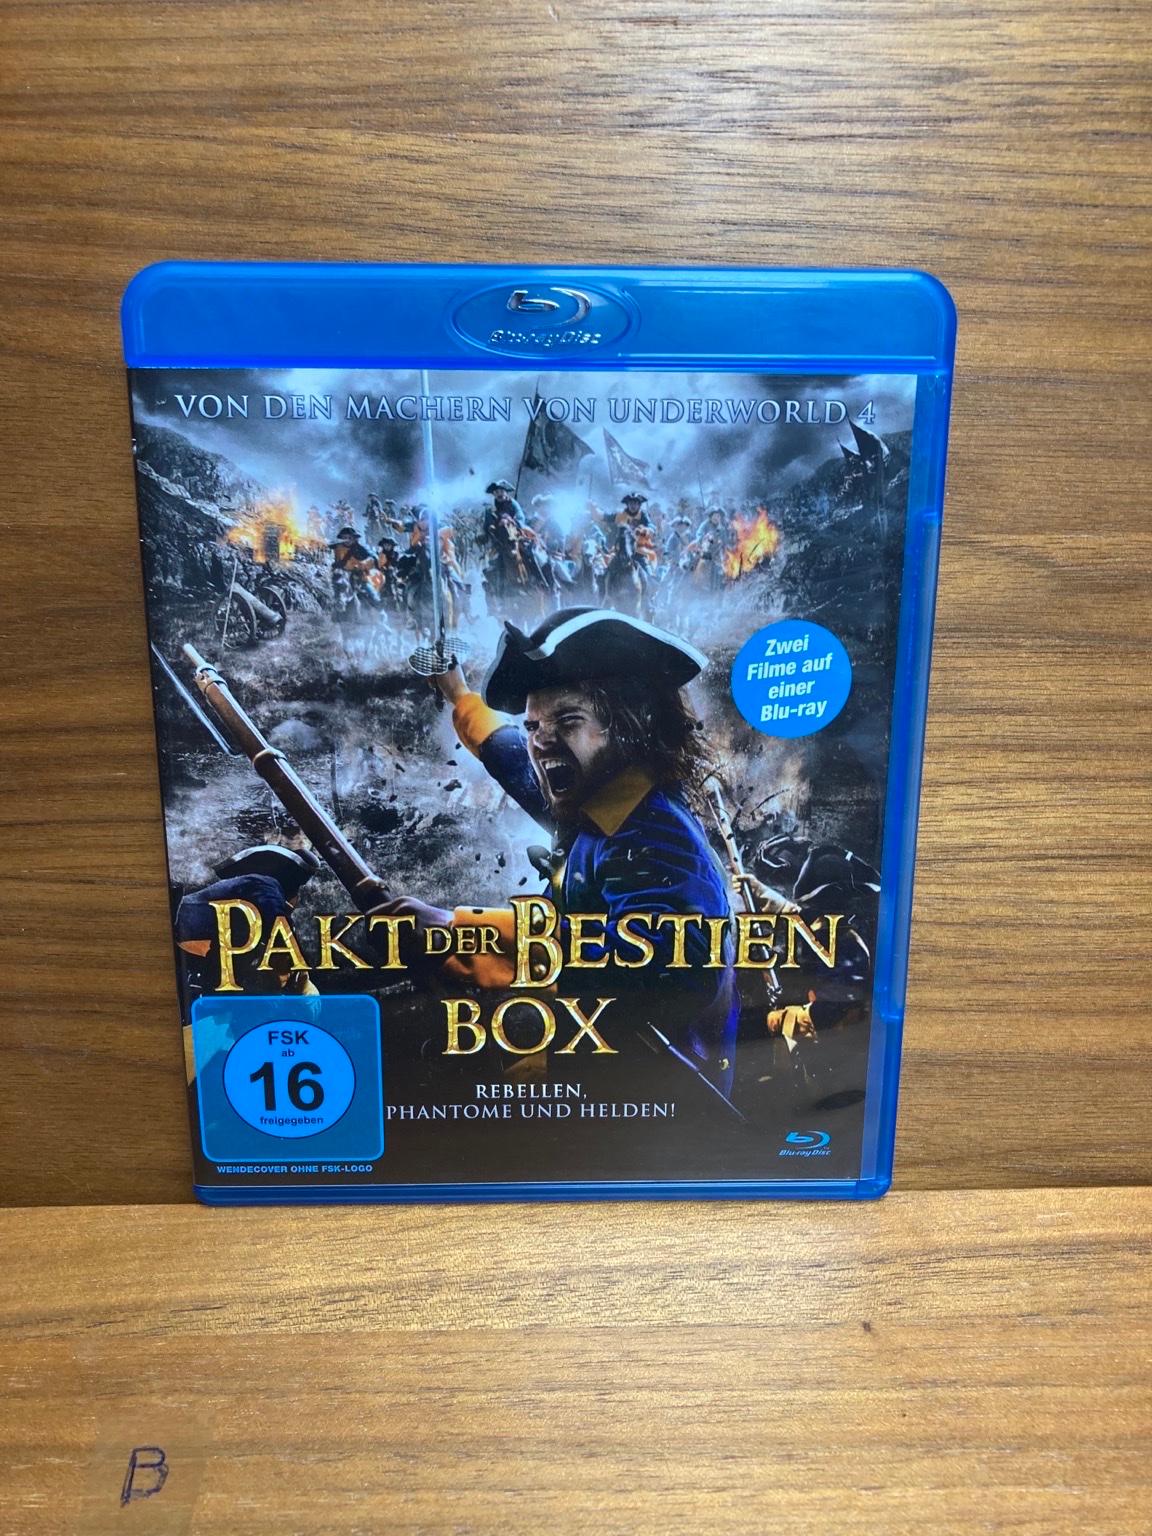 Blu-ray Disc
VON DEN MACHERN VON UNDERWORLD 4
Zwei
Filme auf
einer
Blu-ray
PAKT DER BESTIEN
BOX
FSK
ab
16
freigegeben
REBELLEN,
PHANTOME UND HELDEN!
WENDECOVER OHNE FSK-LOGO
Blu-ray Disc
B